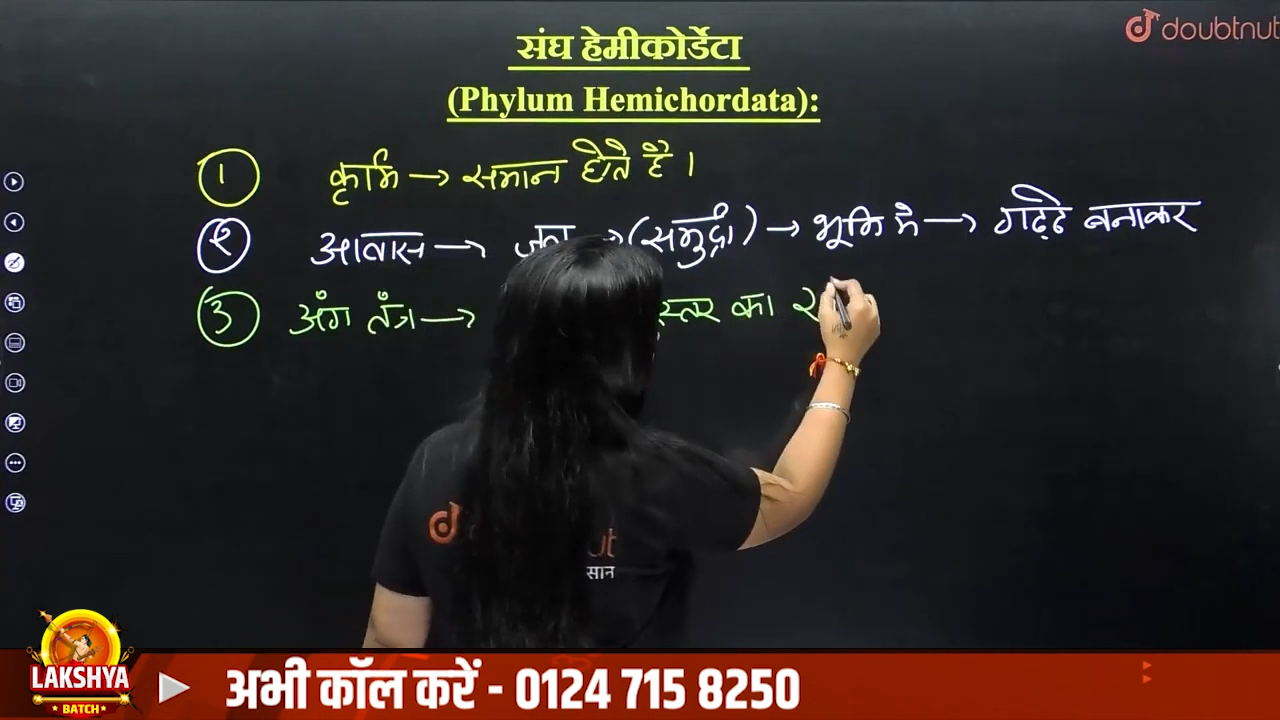 doubtnut
संघ हेमीकोर्डेटा
(Phylum Hemichordata):
① कृमि → समान होते है।
② आवास → (समुद्री) → भूमि में → गढ्ढे बनाकर
③ अंग तंत्र → स्तर का
सान
LAKSHYA
BATCH
अभी कॉल करें - 0124 715 8250